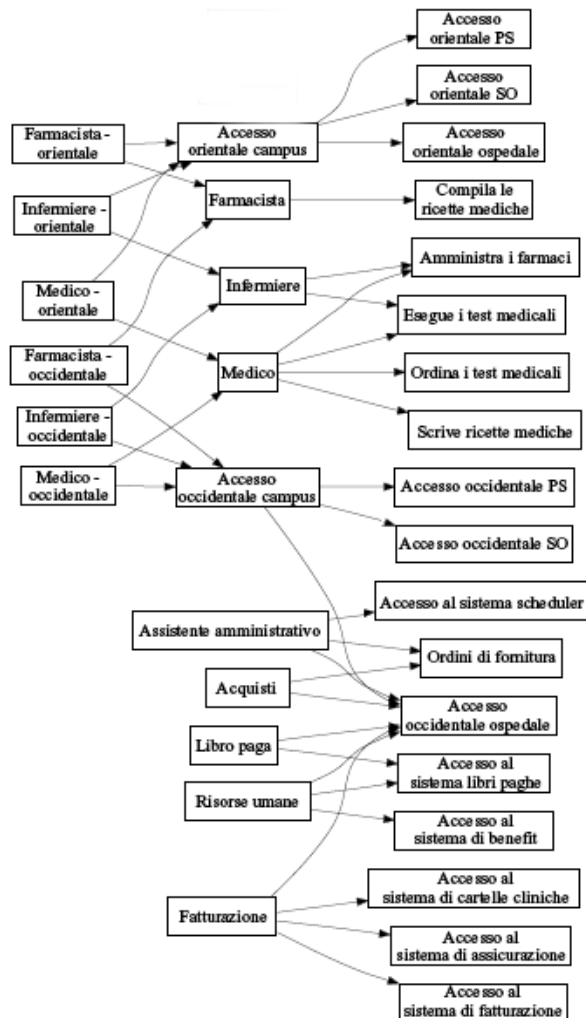 Accesso
orientale PS
Accesso
orientale SO
Accesso
orientale ospedale
Farmacista -
orientale
Accesso
orientale campus
Infermiere -
orientale
Farmacista
Compila le
ricette mediche
Medico -
orientale
Infermiere
Amministra i farmaci
Esegue i test medicali
Farmacista -
occidentale
Medico
Ordina i test medicali
Infermiere -
occidentale
Scrive ricette mediche
Medico -
occidentale
Accesso
occidentale campus
Accesso occidentale PS
Accesso occidentale SO
Accesso al sistema scheduler
Assistente amministrativo
Ordini di fornitura
Acquisti
Accesso
occidentale ospedale
Libro paga
Accesso al
sistema libri paghe
Risorse umane
Accesso al
sistema di benefit
Accesso al
sistema di cartelle cliniche
Fatturazione
Accesso al
sistema di assicurazione
Accesso al
sistema di fatturazione